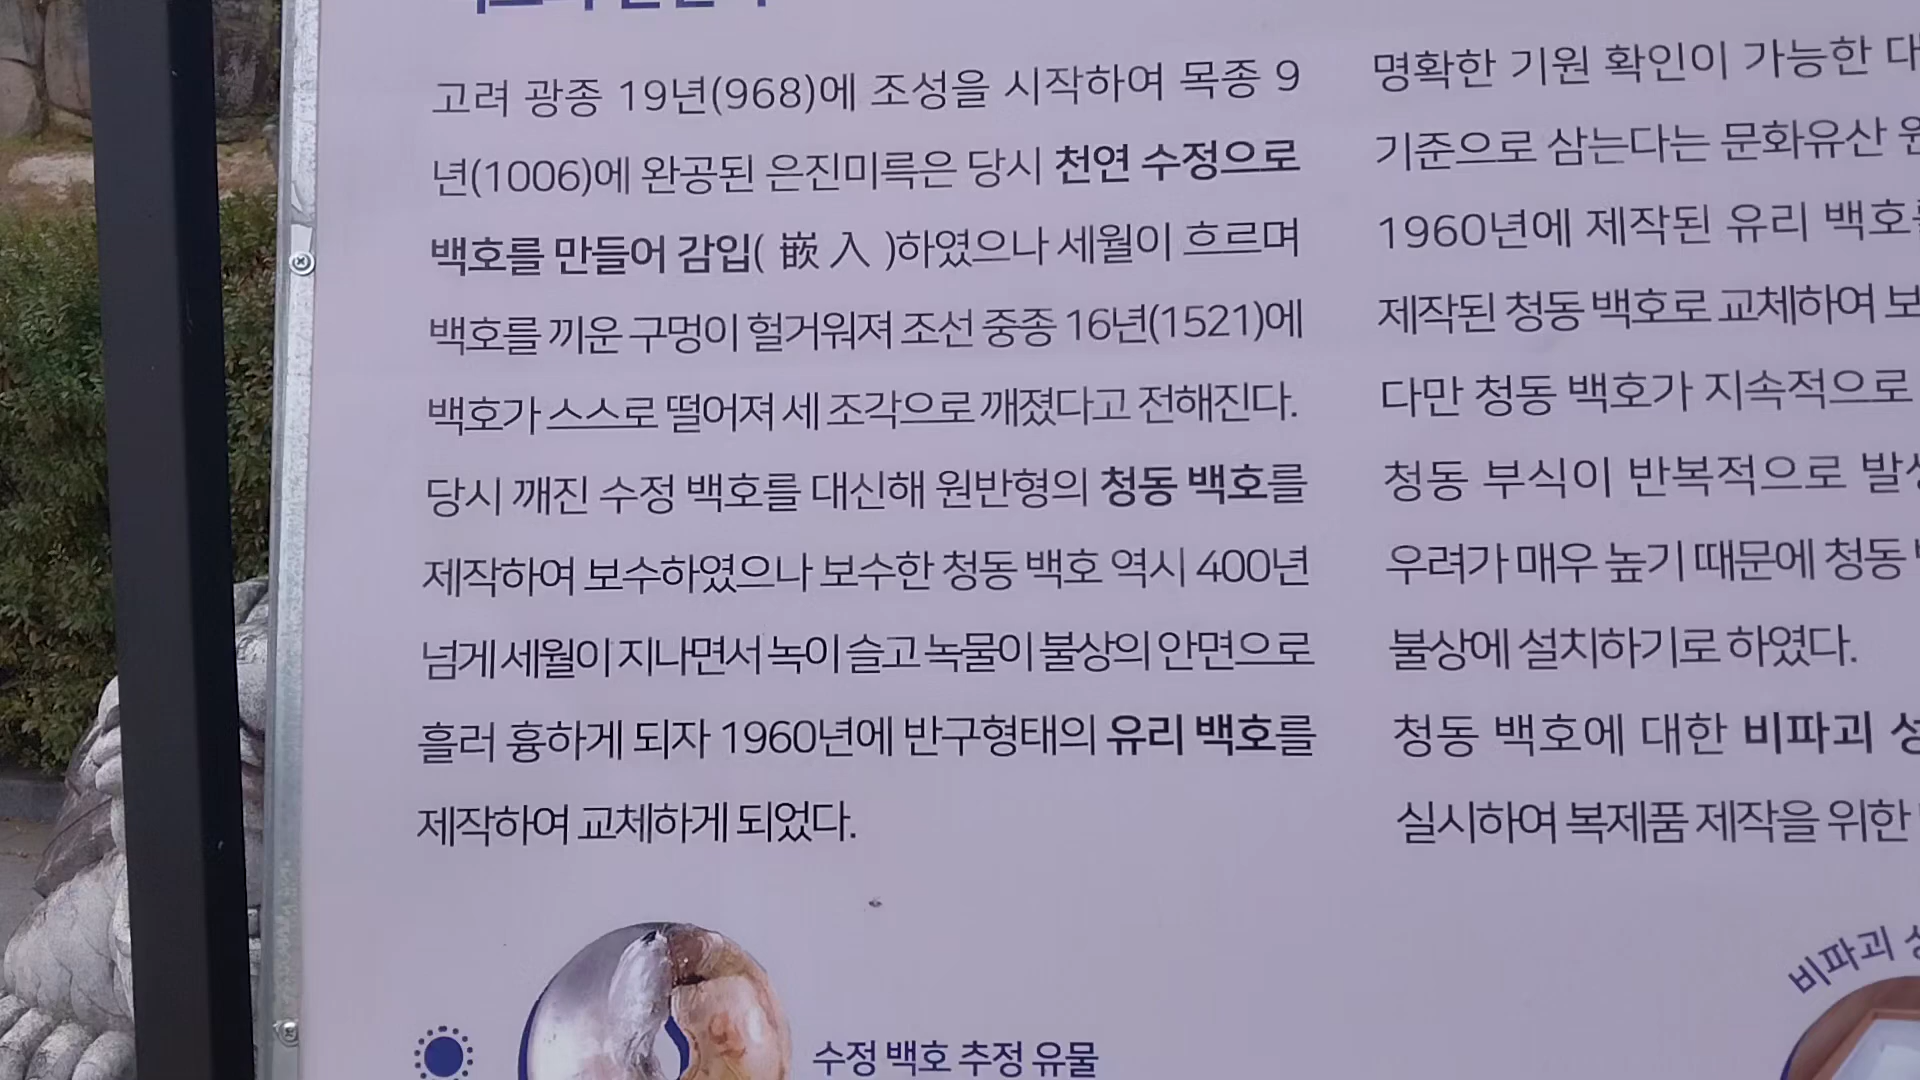 고려 광종 19년(968)에 조성을 시작하여 목종 9
년(1006)에 완공된 은진미륵은 당시 천연 수정으로
백호를 만들어 감입( 嵌 入 )하였으나 세월이 흐르며
백호를 끼운 구멍이 헐거워져 조선 중종 16년(1521)에
백호가 스스로 떨어져 세 조각으로 깨졌다고 전해진다.
당시 깨진 수정 백호를 대신해 원반형의 청동 백호를
제작하여 보수하였으나 보수한 청동 백호 역시 400년
넘게 세월이 지나면서 녹이 슬고 녹물이 불상의 안면으로
흘러 흉하게 되자 1960년에 반구형태의 유리 백호를
제작하여 교체하게 되었다.
수정 백호 추정 유물
명확한 기원 확인이 가능한
기준으로 삼는다는 문화유산
1960년에 제작된 유리
제작된 청동 백호로 교체하여
다만 청동 백호가 지속적으로
청동 부식이 반복적으로
우려가 매우 높기 때문에 청동
불상에 설치하기로 하였다.
청동 백호에 대한 비파괴
실시하여 복제품 제작을 위한
비파괴